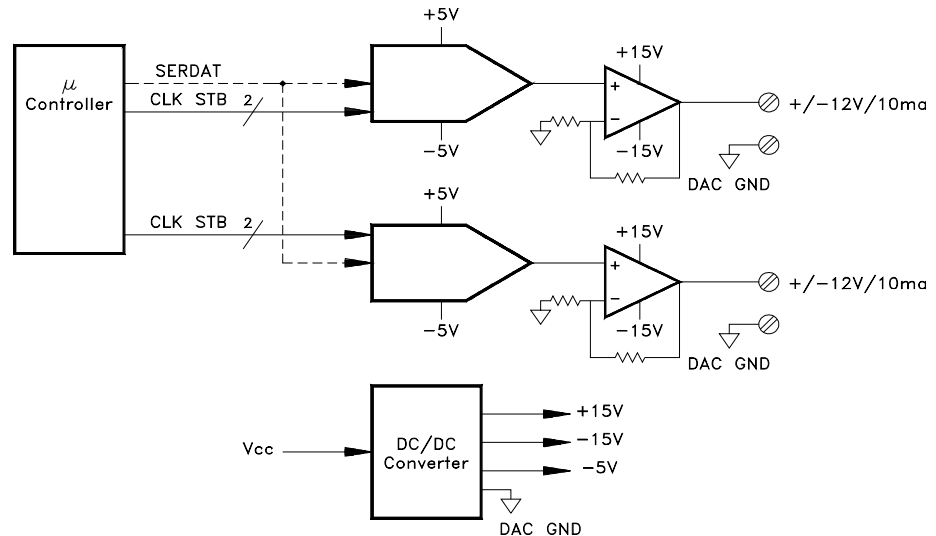 +5V
μ
Controller
SERDAT
CLK STB 2
-5V
+15V
+
-
-15V
+/-12V/10ma
DAC GND
+5V
CLK STB 2
-5V
+15V
+
-
-15V
+/-12V/10ma
DAC GND
Vcc
DC/DC
Converter
+15V
-15V
-5V
DAC GND